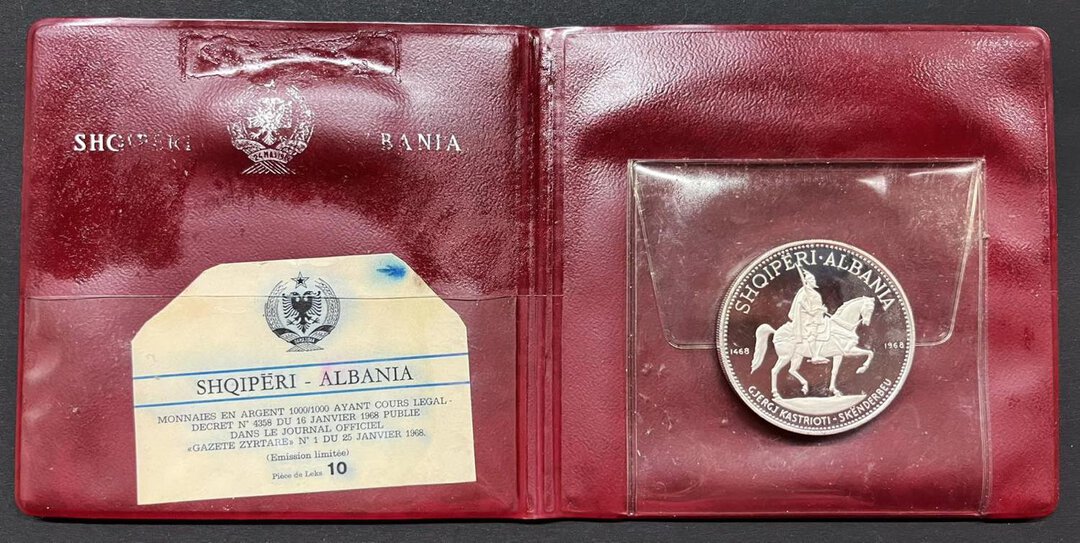 SHQIPERI
ALBANIA
SHQIPĒRI - ALBANIA
MONNAIES EN ARGENT 1000/1000 AYANT COURS LEGAL -
DECRET N° 4358 DU 16 JANVIER 1968 PUBLIE
DANS LE JOURNAL OFFICIEL
«GAZETE ZYRTARE» N° 1 DU 25 JANVIER 1968.
(Emission limitée)
Pièce de Leks 10
SHQIPËRI·ALBANIA
1468
1968
GJERGJ KASTRIOTI - SKËNDERBEU